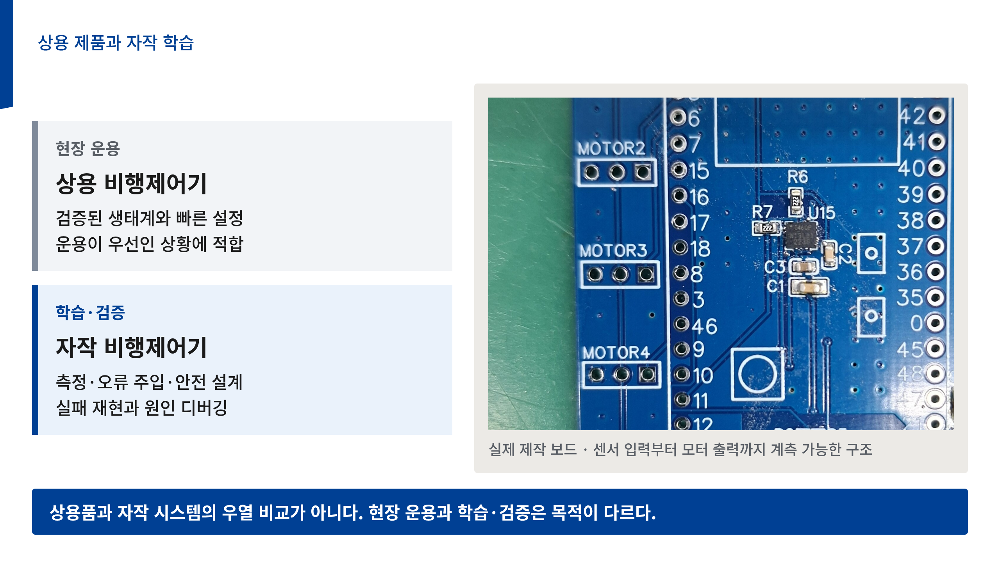 상용 제품과 자작 학습
현장 운용
상용 비행제어기
검증된 생태계와 빠른 설정
운용이 우선인 상황에 적합
학습·검증
자작 비행제어기
측정·오류 주입·안전 설계
실패 재현과 원인 디버깅
MOTOR2
MOTOR3
MOTOR4
6
7
15
16
17
18
8
3
46
9
10
11
12
R6
R7
222
222
U15
C2
C3
C1
42
41
40
39
38
37
36
35
0
45
48
47
21
실제 제작 보드 · 센서 입력부터 모터 출력까지 계측 가능한 구조
상용품과 자작 시스템의 우열 비교가 아니다. 현장 운용과 학습·검증은 목적이 다르다.